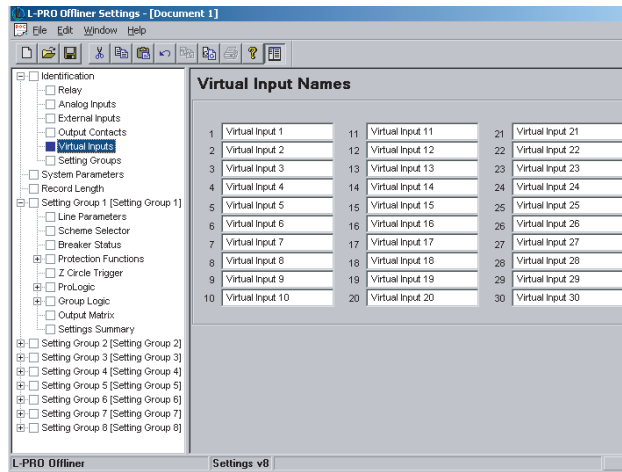 L-PRO Offliner Settings - [Document 1]
File Edit Window Help
Identification
Relay
Analog Inputs
External Inputs
Output Contacts
Virtual Inputs
Setting Groups
System Parameters
Record Length
Setting Group 1 [Setting Group 1]
Line Parameters
Scheme Selector
Breaker Status
Protection Functions
Z Circle Trigger
ProLogic
Group Logic
Output Matrix
Settings Summary
Setting Group 2 [Setting Group 2]
Setting Group 3 [Setting Group 3]
Setting Group 4 [Setting Group 4]
Setting Group 5 [Setting Group 5]
Setting Group 6 [Setting Group 6]
Setting Group 7 [Setting Group 7]
Setting Group 8 [Setting Group 8]
Virtual Input Names
1 Virtual Input 1 11 Virtual Input 11 21 Virtual Input 21
2 Virtual Input 2 12 Virtual Input 12 22 Virtual Input 22
3 Virtual Input 3 13 Virtual Input 13 23 Virtual Input 23
4 Virtual Input 4 14 Virtual Input 14 24 Virtual Input 24
5 Virtual Input 5 15 Virtual Input 15 25 Virtual Input 25
6 Virtual Input 6 16 Virtual Input 16 26 Virtual Input 26
7 Virtual Input 7 17 Virtual Input 17 27 Virtual Input 27
8 Virtual Input 8 18 Virtual Input 18 28 Virtual Input 28
9 Virtual Input 9 19 Virtual Input 19 29 Virtual Input 29
10 Virtual Input 10 20 Virtual Input 20 30 Virtual Input 30
L-PRO Offliner Settings v8